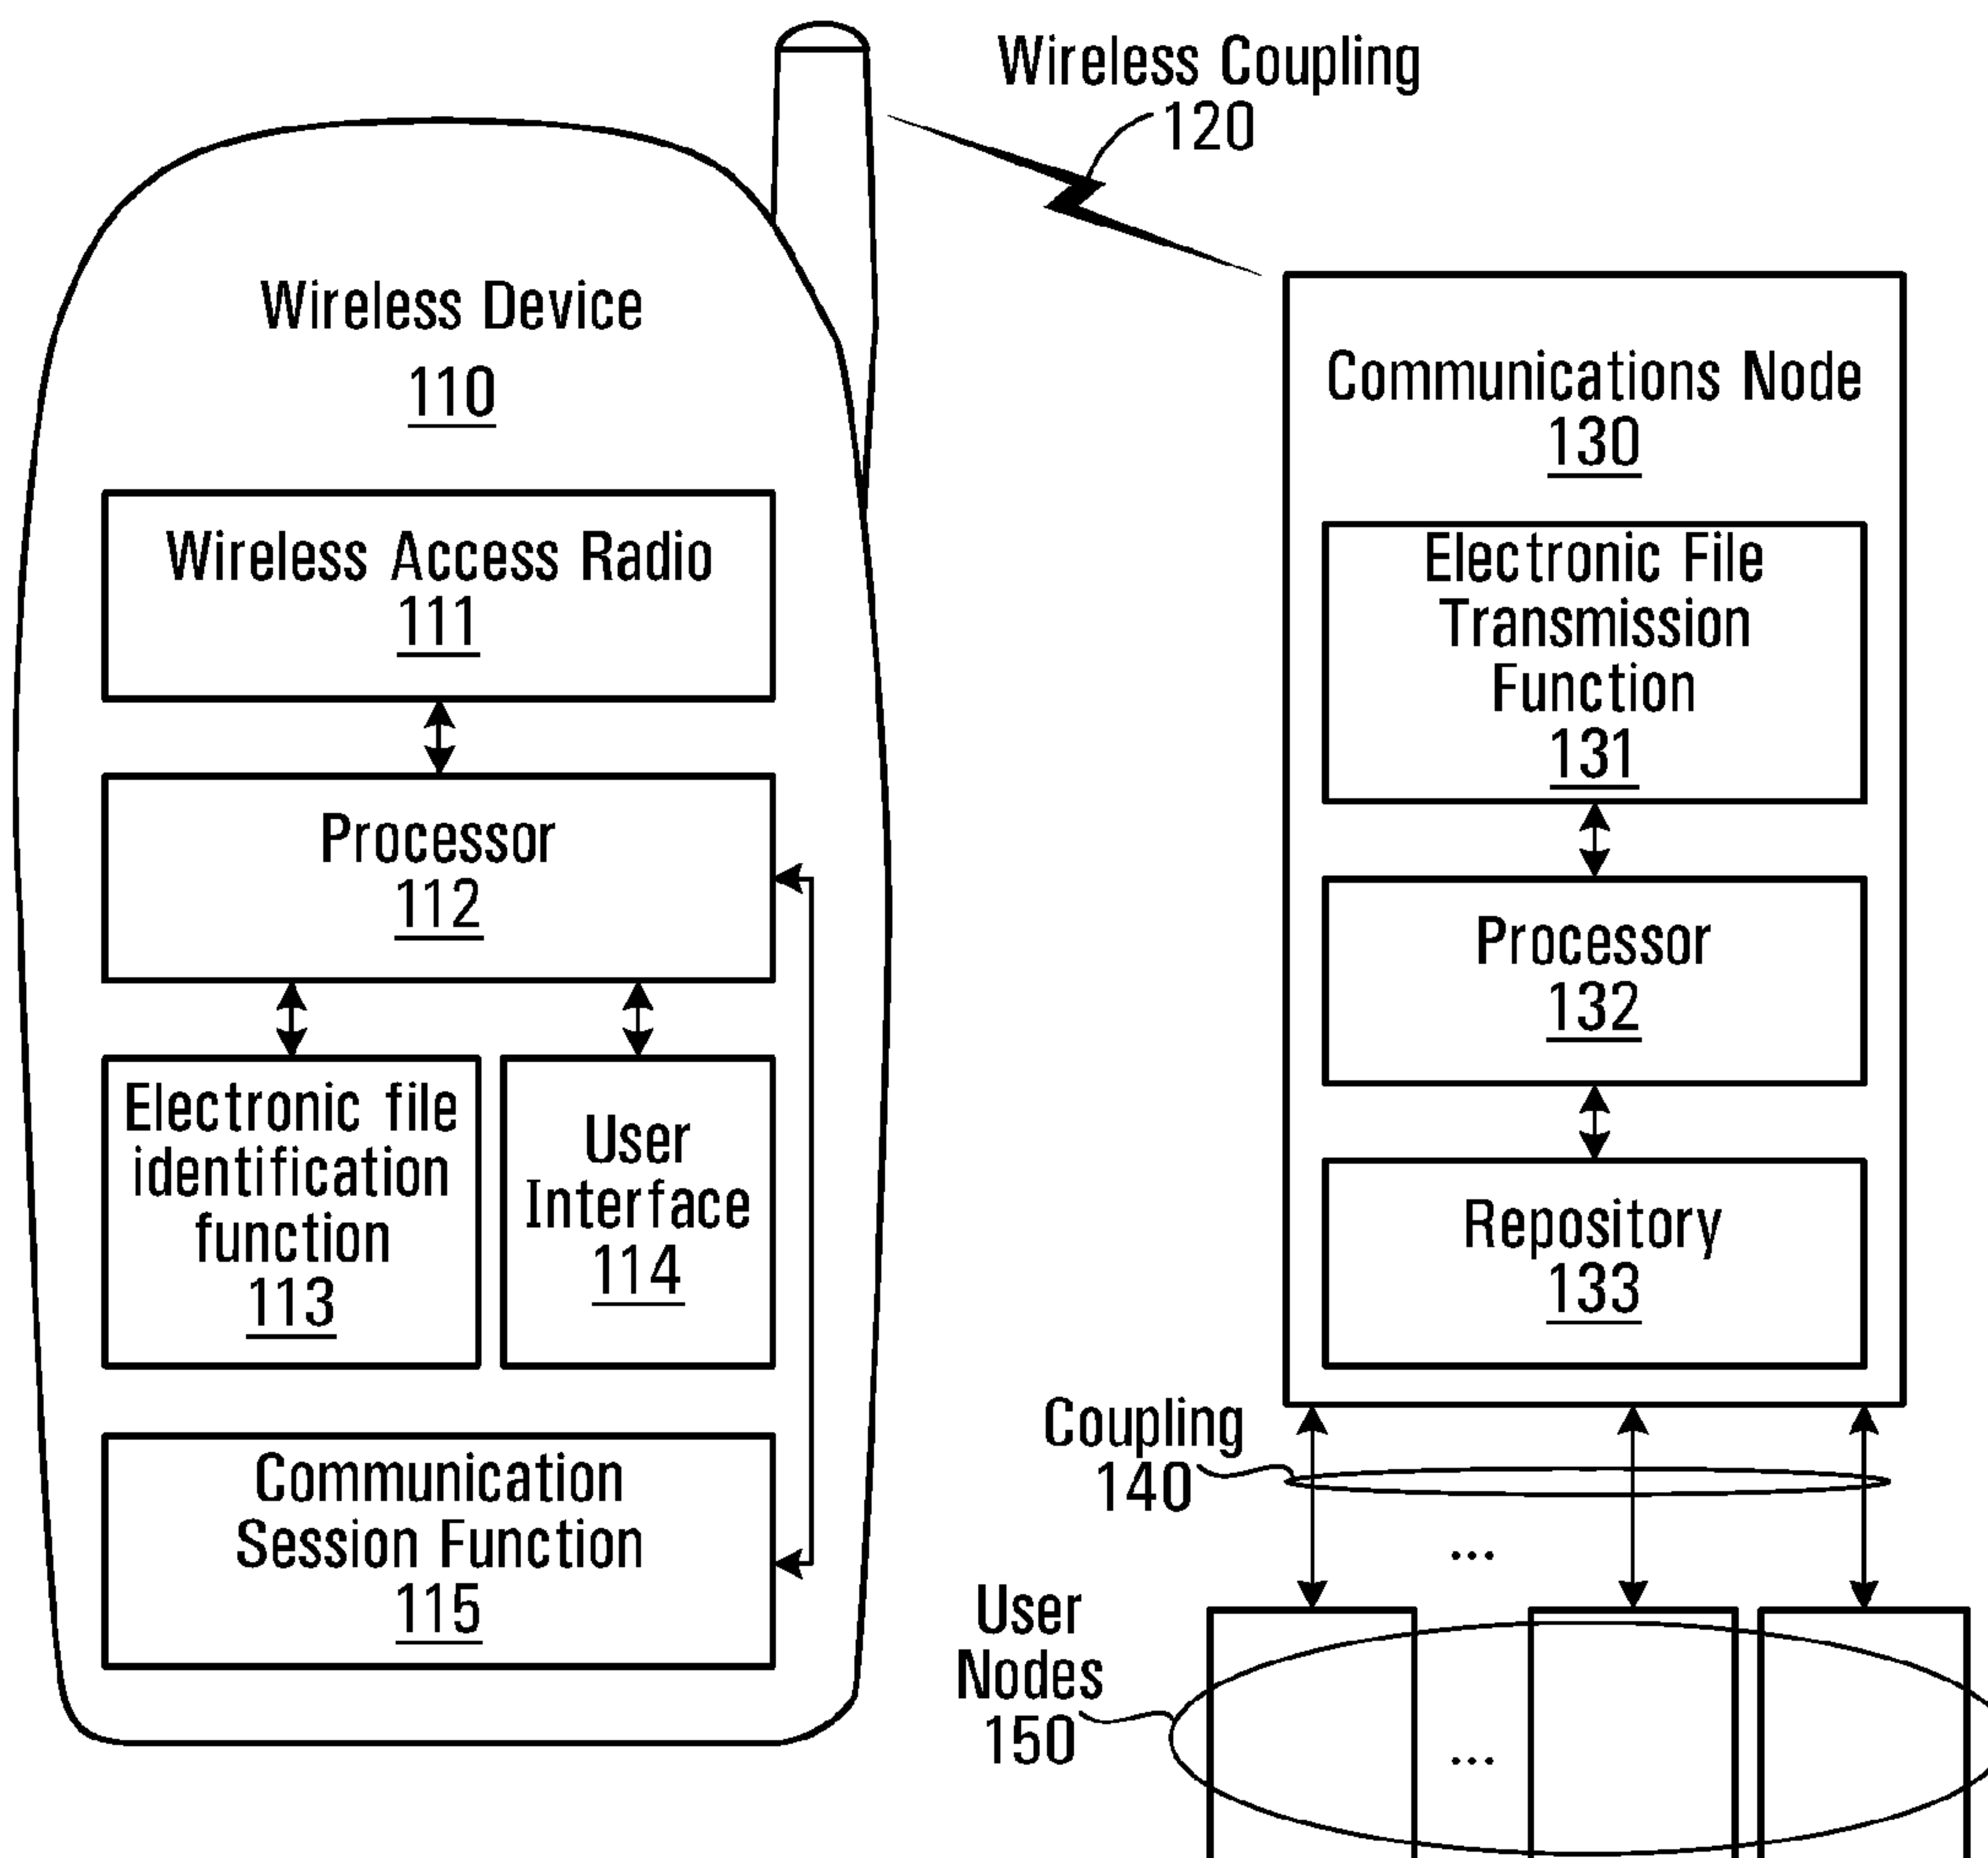 Wireless Coupling
120
Wireless Device
110
Wireless Access Radio
111
Processor
112
Electronic file
identification
function
113
User
Interface
114
Communication
Session Function
115
Communications Node
130
Electronic File
Transmission
Function
131
Processor
132
Repository
133
Coupling
140
...
User
Nodes
150
...